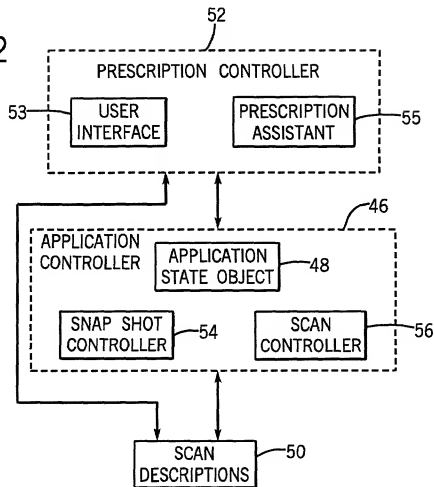 2
52
PRESCRIPTION CONTROLLER
53
USER
INTERFACE
PRESCRIPTION
ASSISTANT
55
46
APPLICATION
CONTROLLER
APPLICATION
STATE OBJECT
48
SNAP SHOT
CONTROLLER
54
SCAN
CONTROLLER
56
SCAN
DESCRIPTIONS
50